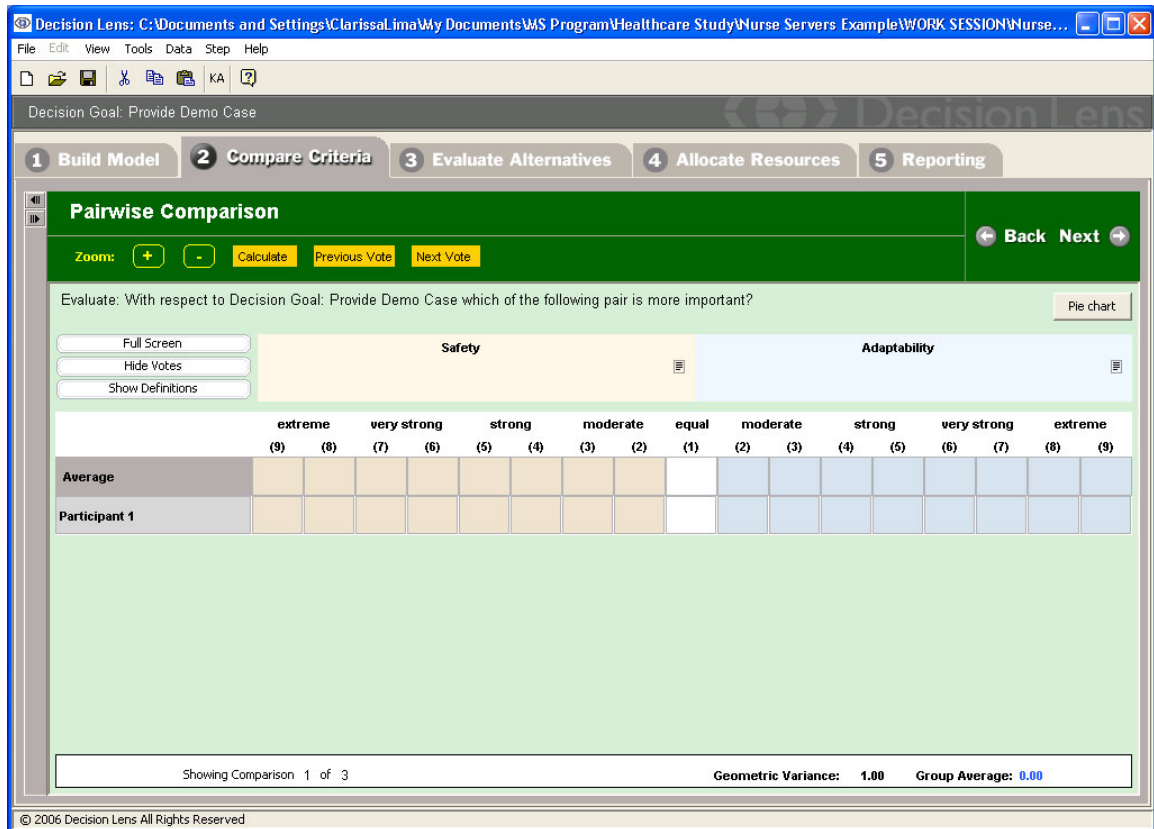 Decision Lens: C:\Documents and Settings\ClarissaLima\My Documents\MS Program\Healthcare Study\Nurse Servers Example\WORK SESSION\Nurse...
File Edit View Tools Data Step Help
KA
Decision Goal: Provide Demo Case
Decision Lens
1 Build Model 2 Compare Criteria 3 Evaluate Alternatives 4 Allocate Resources 5 Reporting
Pairwise Comparison
Back Next
Zoom: + - Calculate Previous Vote Next Vote
Evaluate: With respect to Decision Goal: Provide Demo Case which of the following pair is more important?
Pie chart
Full Screen
Hide Votes
Show Definitions
Safety Adaptability
extreme very strong strong moderate equal moderate strong very strong extreme
(9) (8) (7) (6) (5) (4) (3) (2) (1) (2) (3) (4) (5) (6) (7) (8) (9)
Average
Participant 1
Showing Comparison 1 of 3 Geometric Variance: 1.00 Group Average: 0.00
© 2006 Decision Lens All Rights Reserved